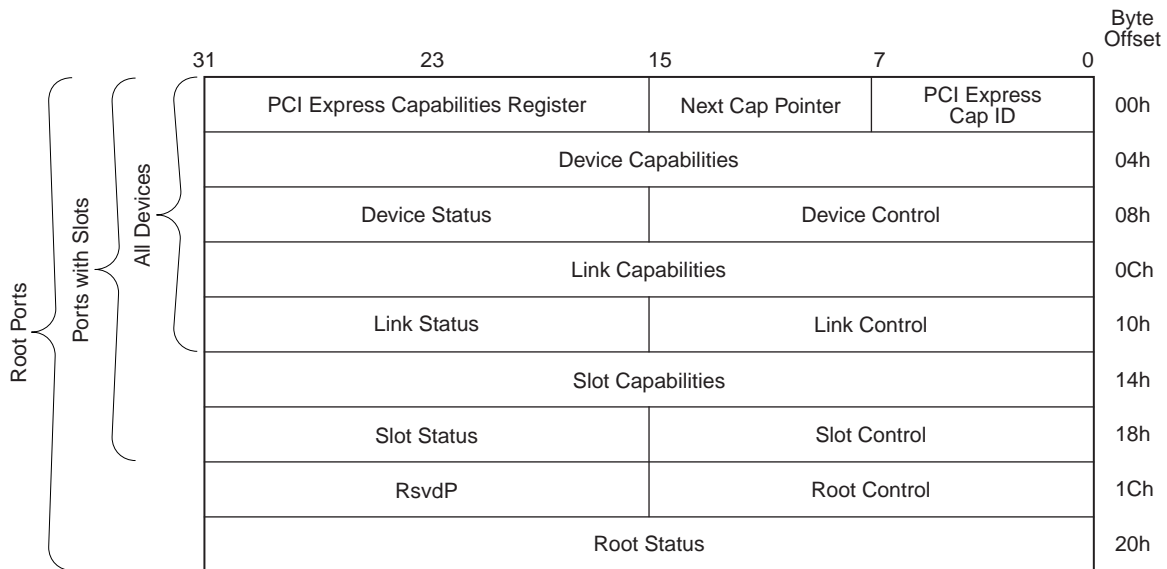 Byte
Offset
31 23 15 7 0
PCI Express Capabilities Register Next Cap Pointer PCI Express Cap ID 00h
Device Capabilities 04h
Device Status Device Control 08h
Link Capabilities 0Ch
Link Status Link Control 10h
Slot Capabilities 14h
Slot Status Slot Control 18h
RsvdP Root Control 1Ch
Root Status 20h
Root Ports
Ports with Slots
All Devices